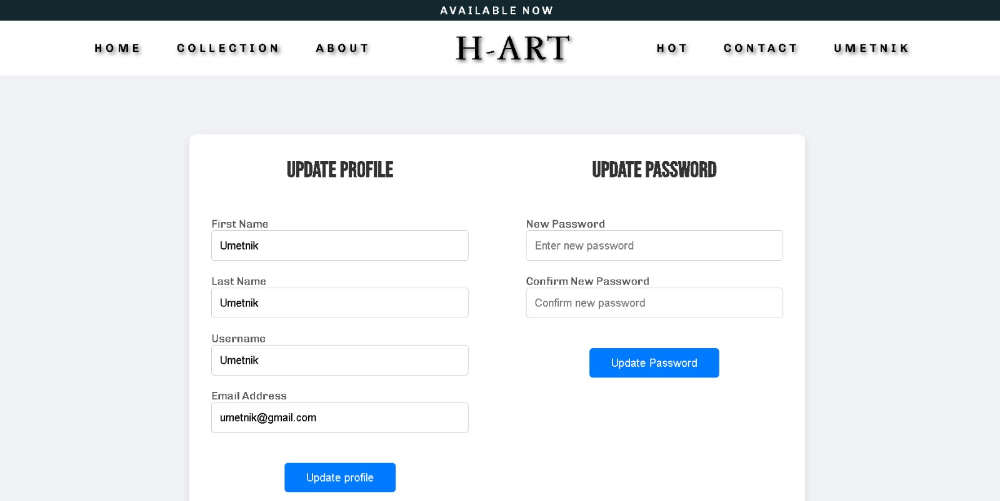 AVAILABLE NOW
HOME COLLECTION ABOUT H-ART HOT CONTACT UMETNIK
UPDATE PROFILE
First Name
Umetnik
Last Name
Umetnik
Username
Umetnik
Email Address
umetnik@gmail.com
Update profile
UPDATE PASSWORD
New Password
Enter new password
Confirm New Password
Confirm new password
Update Password